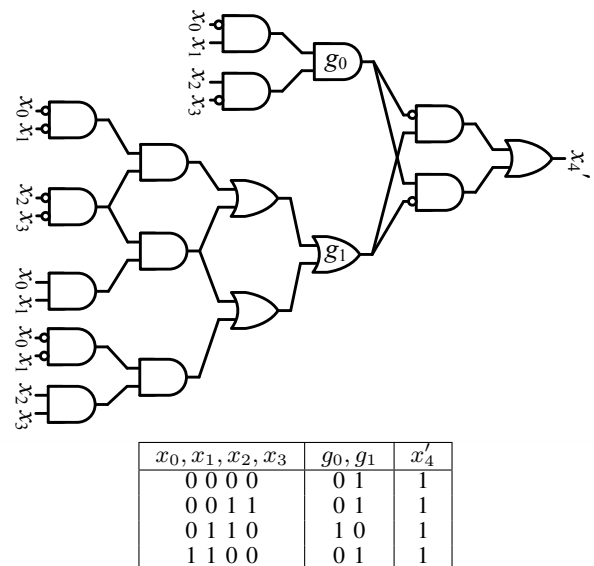 x₀ x₁
g₀
x₂ x₃
x₀ x₁
x₄′
x₂ x₃
g₁
x₀ x₁
x₀ x₁
x₂ x₃
x₀, x₁, x₂, x₃ g₀, g₁ x′₄
0 0 0 0 0 1 1
0 0 1 1 0 1 1
0 1 1 0 1 0 1
1 1 0 0 0 1 1